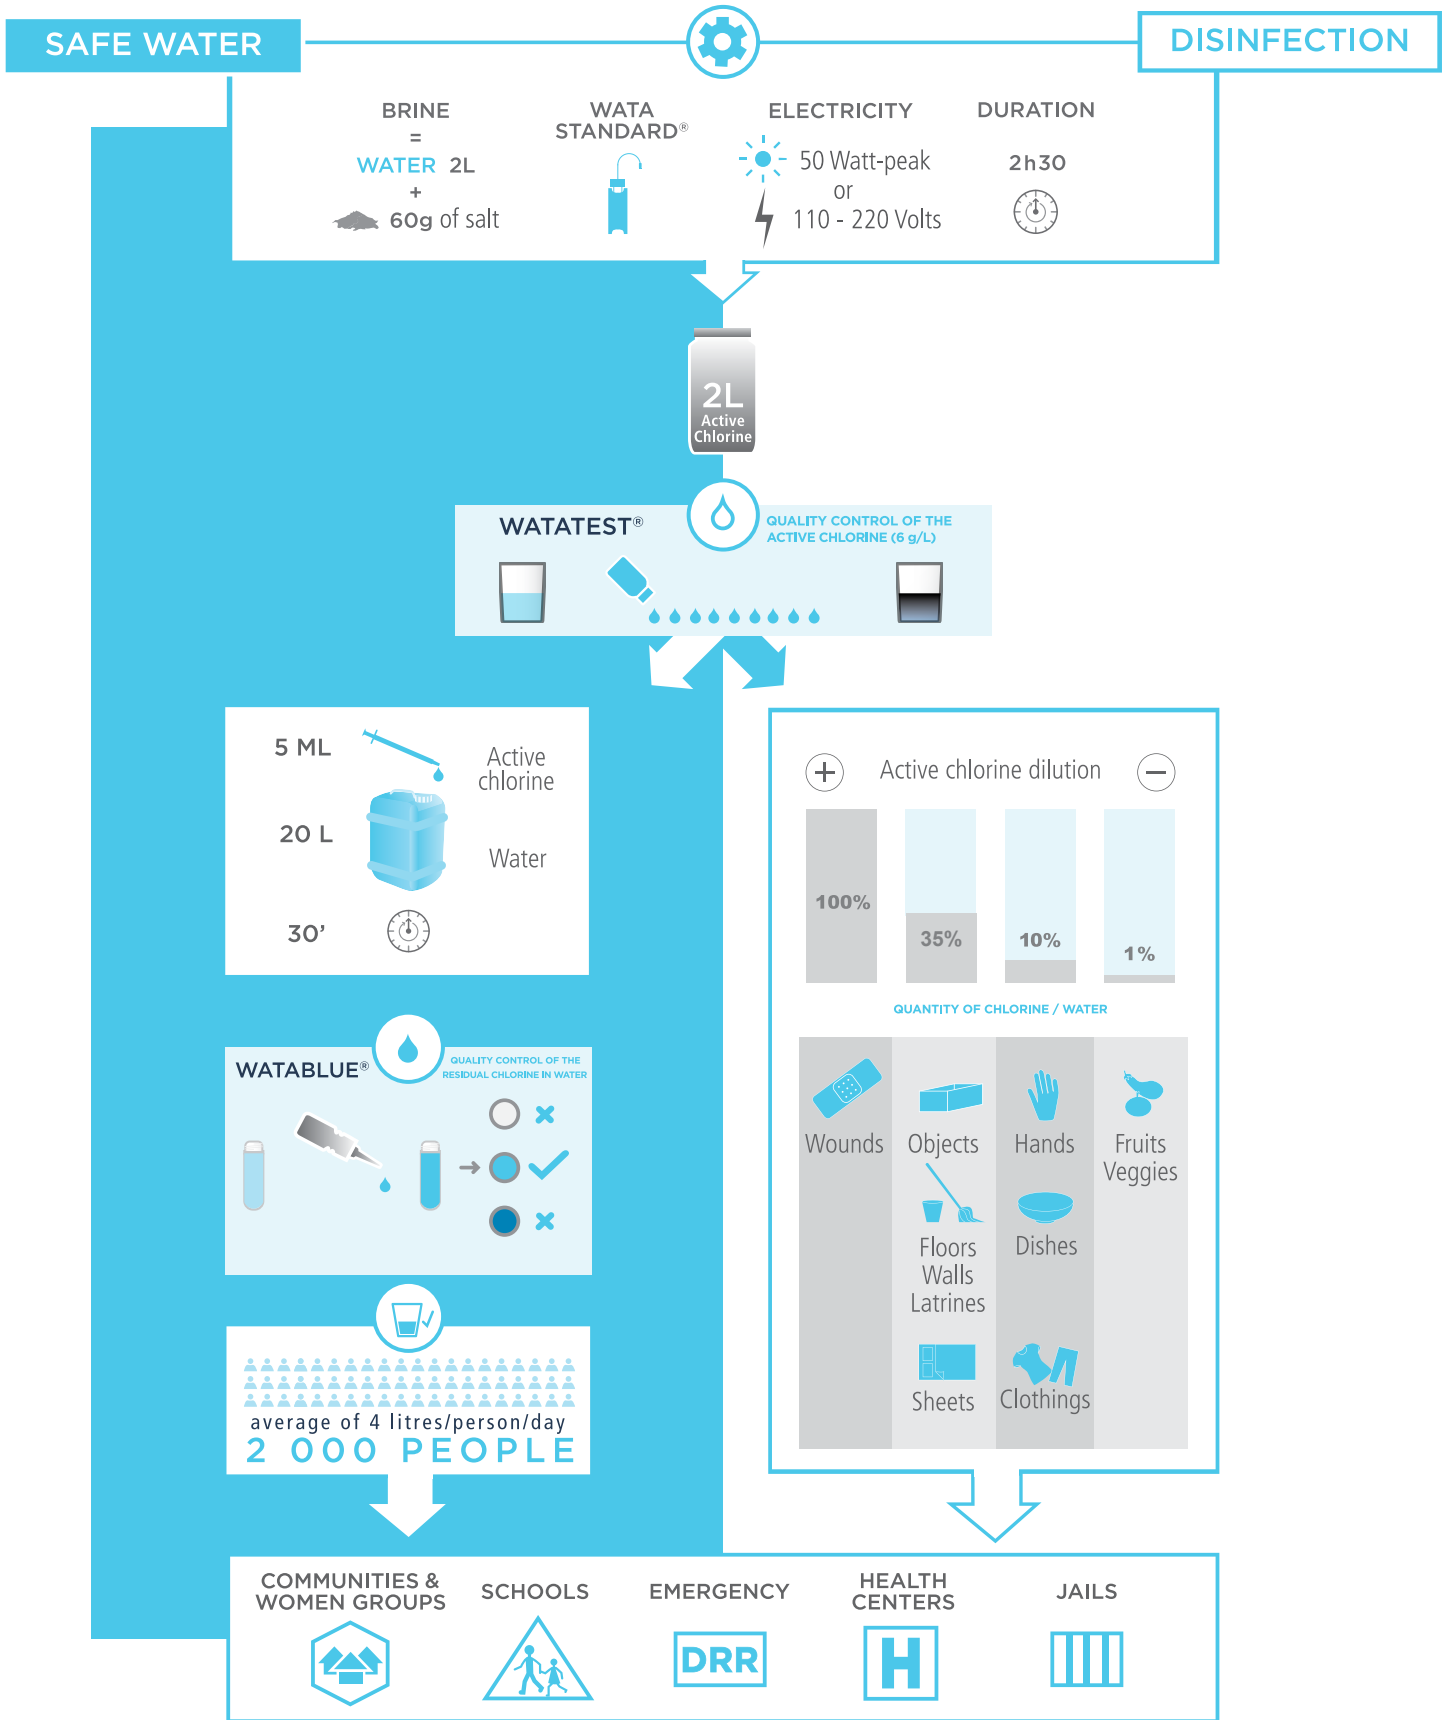 SAFE WATER
DISINFECTION
BRINE
=
WATER 2L
+
60g of salt
WATA
STANDARD®
ELECTRICITY
50 Watt-peak
or
110 - 220 Volts
DURATION
2h30
2L
Active
Chlorine
WATATEST®
QUALITY CONTROL OF THE
ACTIVE CHLORINE (6 g/L)
5 ML
Active
chlorine
20 L
Water
30’
WATABLUE®
QUALITY CONTROL OF THE
RESIDUAL CHLORINE IN WATER
average of 4 litres/person/day
2 000 PEOPLE
+ Active chlorine dilution −
100%
35%
10%
1%
QUANTITY OF CHLORINE / WATER
Wounds
Objects
Floors
Walls
Latrines
Sheets
Hands
Dishes
Clothings
Fruits
Veggies
COMMUNITIES &
WOMEN GROUPS
SCHOOLS
EMERGENCY
DRR
HEALTH
CENTERS
H
JAILS